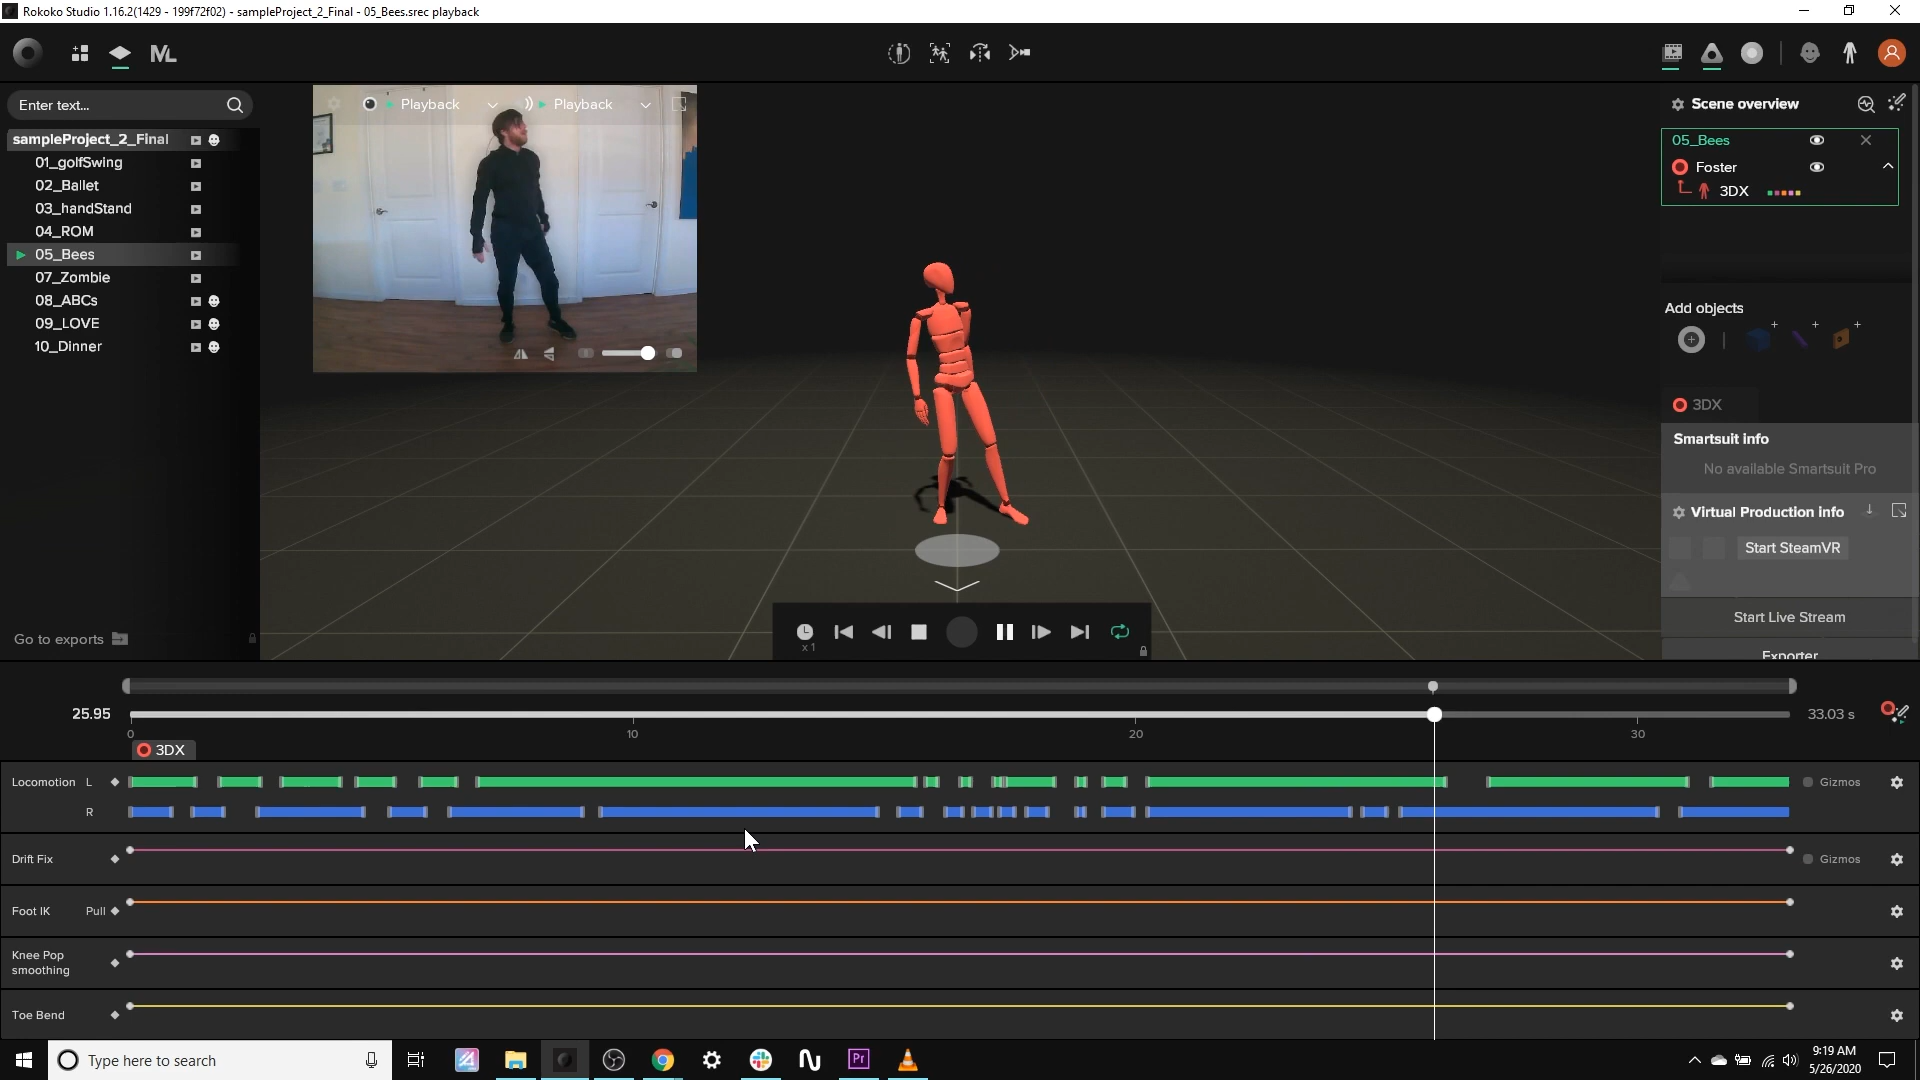 Rokoko Studio 1.16.2(1429 - 199f72f02) - sampleProject_2_Final - 05_Bees.srec playback
ML
Enter text...
Playback
Playback
sampleProject_2_Final
01_golfSwing
02_Ballet
03_handStand
04_ROM
05_Bees
07_Zombie
08_ABCs
09_LOVE
10_Dinner
Go to exports
Scene overview
05_Bees
Foster
3DX
Add objects
3DX
Smartsuit info
No available Smartsuit Pro
Virtual Production info
Start SteamVR
Start Live Stream
Exporter
x1
25.95
33.03 s
0 10 20 30
3DX
Locomotion L
Gizmos
R
Drift Fix
Gizmos
Foot IK Pull
Knee Pop
smoothing
Toe Bend
Type here to search
Pr
9:19 AM
5/26/2020